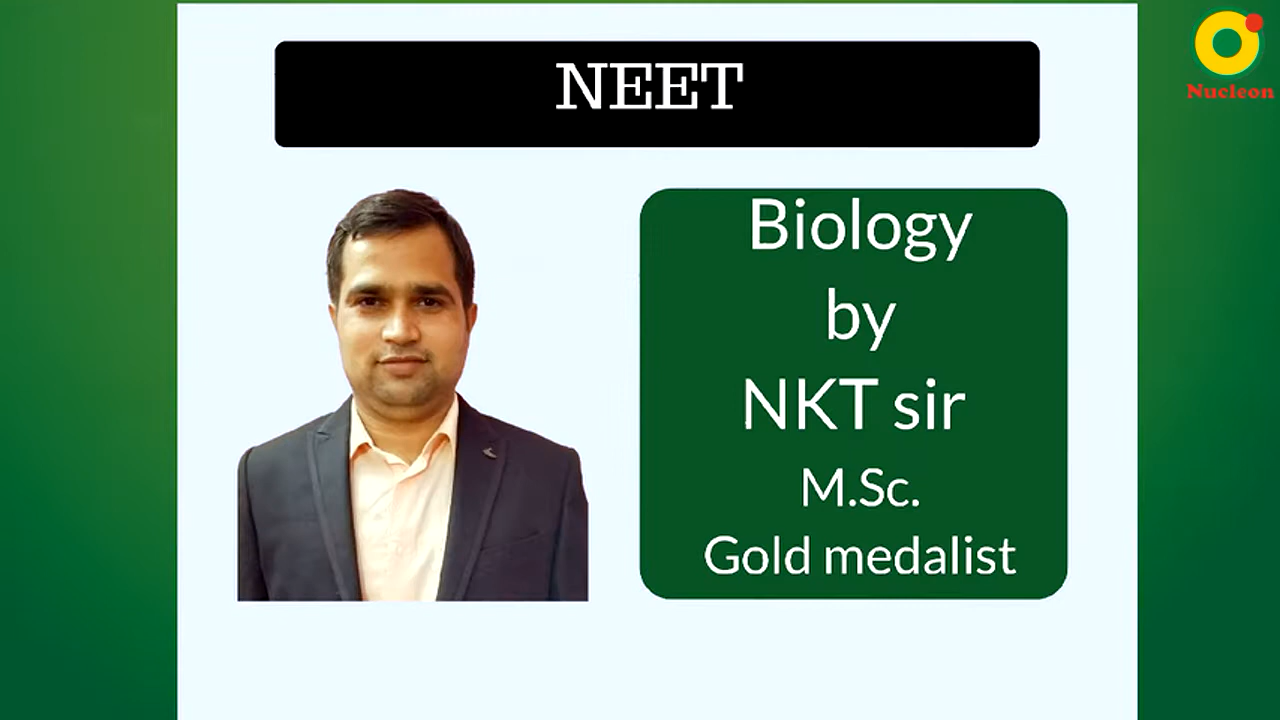 NEET
Nucleon
Biology
by
NKT sir
M.Sc.
Gold medalist